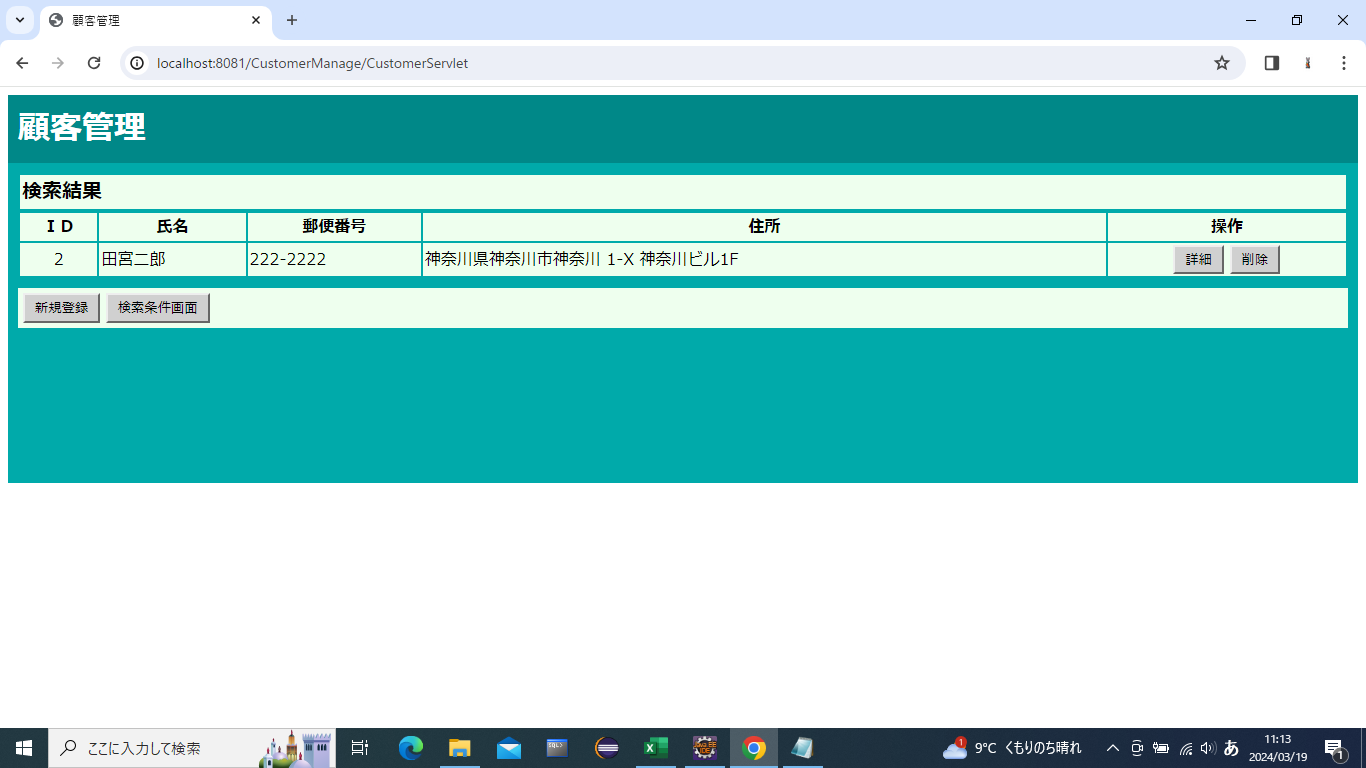 顧客管理
localhost:8081/CustomerManage/CustomerServlet
顧客管理
検索結果
ＩＤ 氏名 郵便番号 住所 操作
2 田宮二郎 222-2222 神奈川県神奈川市神奈川 1-X 神奈川ビル1F 詳細 削除
新規登録 検索条件画面
ここに入力して検索
1 9°C くもりのち晴れ あ 11:13
2024/03/19 1